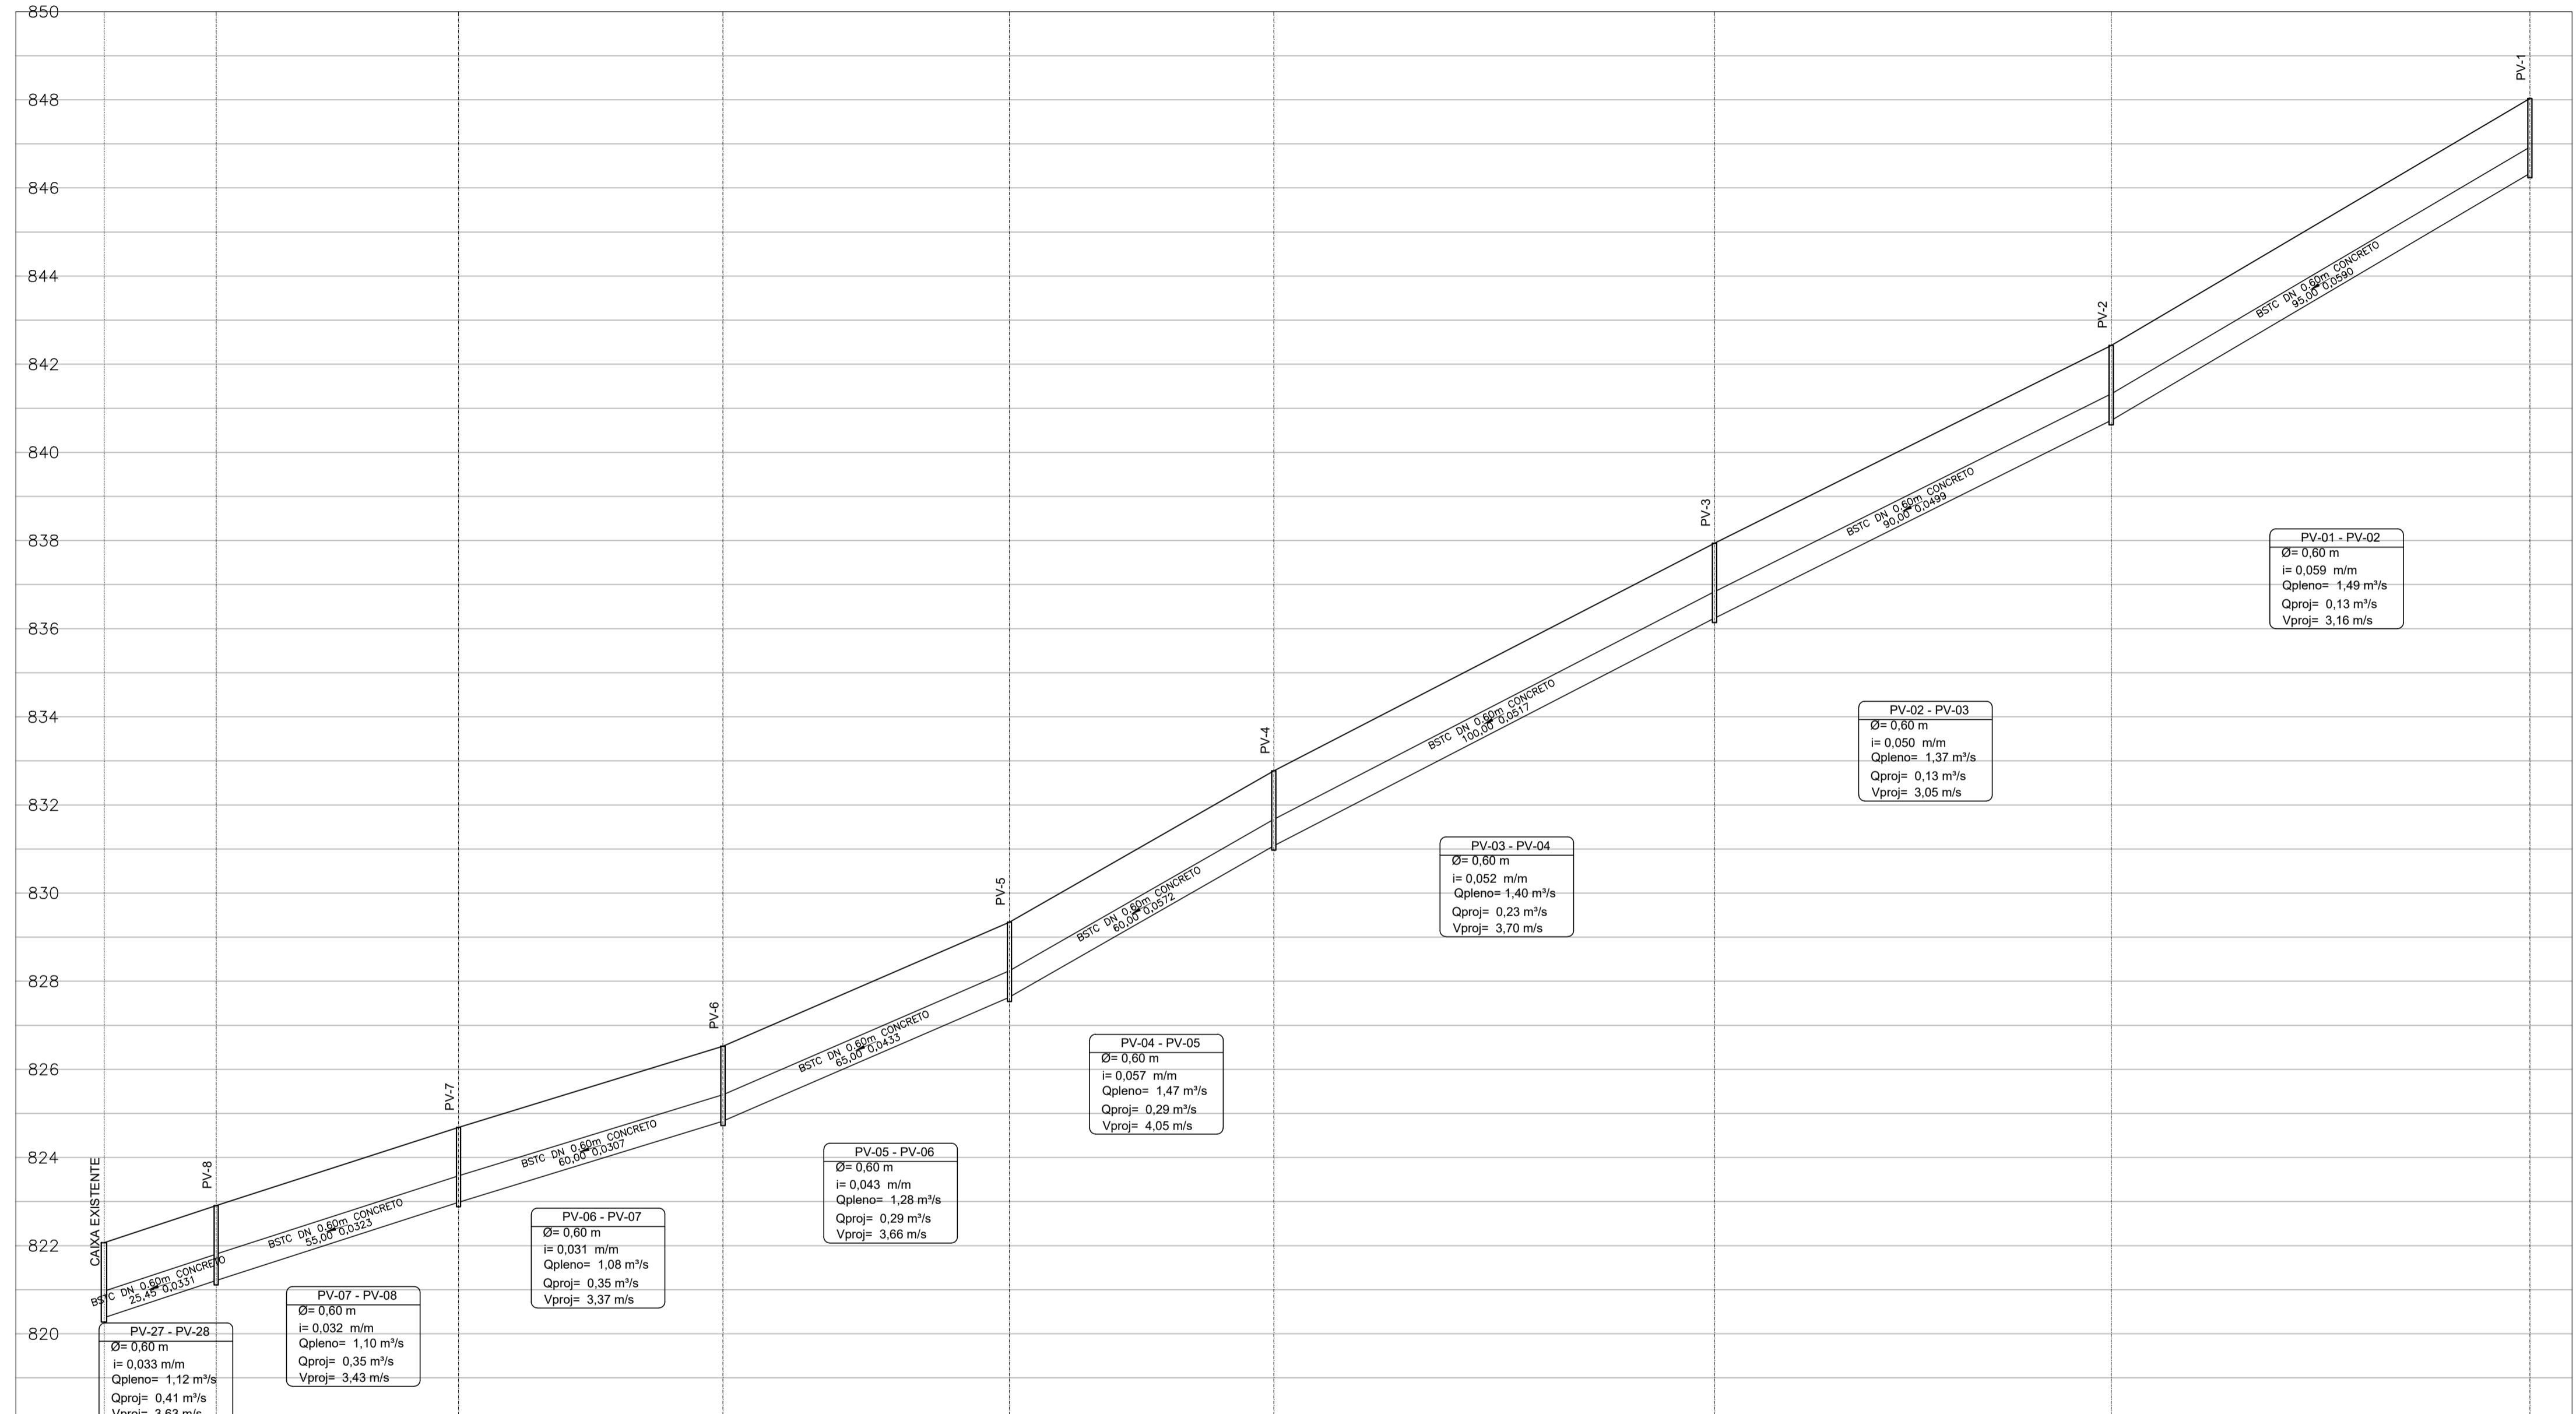 850
848
846
844
842
840
838
836
834
832
830
828
826
824
822
820
PV-1
PV-2
PV-3
PV-4
PV-5
PV-6
PV-7
PV-8
CAIXA EXISTENTE
BSTC DN 0.60m CONCRETO
95,00 0,0590
BSTC DN 0.60m CONCRETO
90,00 0,0499
BSTC DN 0.60m CONCRETO
100,00 0,0517
BSTC DN 0.60m CONCRETO
60,00 0,0572
BSTC DN 0.60m CONCRETO
65,00 0,0433
BSTC DN 0.60m CONCRETO
60,00 0,0307
BSTC DN 0.60m CONCRETO
55,00 0,0323
BSTC DN 0.60m CONCRETO
25,45 0,0331
PV-01 - PV-02
Ø= 0,60 m
i= 0,059 m/m
Qpleno= 1,49 m³/s
Qproj= 0,13 m³/s
Vproj= 3,16 m/s
PV-02 - PV-03
Ø= 0,60 m
i= 0,050 m/m
Qpleno= 1,37 m³/s
Qproj= 0,13 m³/s
Vproj= 3,05 m/s
PV-03 - PV-04
Ø= 0,60 m
i= 0,052 m/m
Qpleno= 1,40 m³/s
Qproj= 0,23 m³/s
Vproj= 3,70 m/s
PV-04 - PV-05
Ø= 0,60 m
i= 0,057 m/m
Qpleno= 1,47 m³/s
Qproj= 0,29 m³/s
Vproj= 4,05 m/s
PV-05 - PV-06
Ø= 0,60 m
i= 0,043 m/m
Qpleno= 1,28 m³/s
Qproj= 0,29 m³/s
Vproj= 3,66 m/s
PV-06 - PV-07
Ø= 0,60 m
i= 0,031 m/m
Qpleno= 1,08 m³/s
Qproj= 0,35 m³/s
Vproj= 3,37 m/s
PV-07 - PV-08
Ø= 0,60 m
i= 0,032 m/m
Qpleno= 1,10 m³/s
Qproj= 0,35 m³/s
Vproj= 3,43 m/s
PV-27 - PV-28
Ø= 0,60 m
i= 0,033 m/m
Qpleno= 1,12 m³/s
Qproj= 0,41 m³/s
Vproj= 3,63 m/s